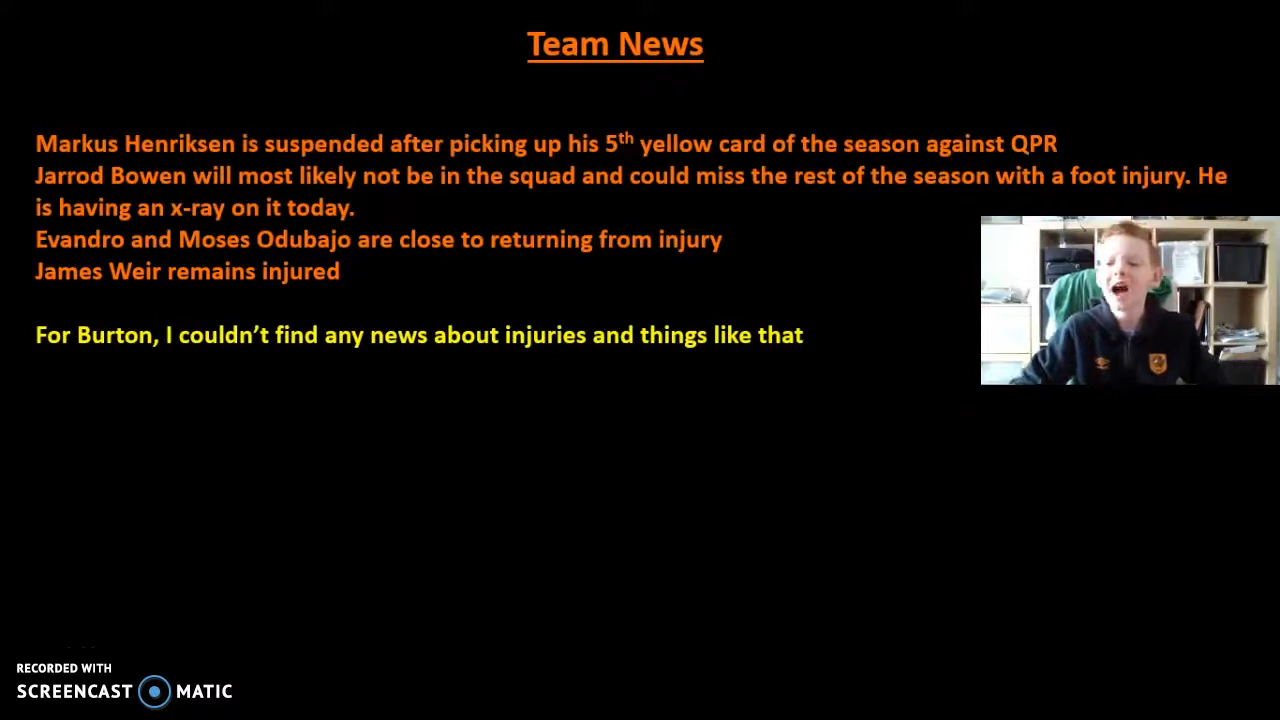 Team News
Markus Henriksen is suspended after picking up his 5th yellow card of the season against QPR
Jarrod Bowen will most likely not be in the squad and could miss the rest of the season with a foot injury. He
is having an x-ray on it today.
Evandro and Moses Odubajo are close to returning from injury
James Weir remains injured
For Burton, I couldn’t find any news about injuries and things like that
RECORDED WITH
SCREENCAST MATIC